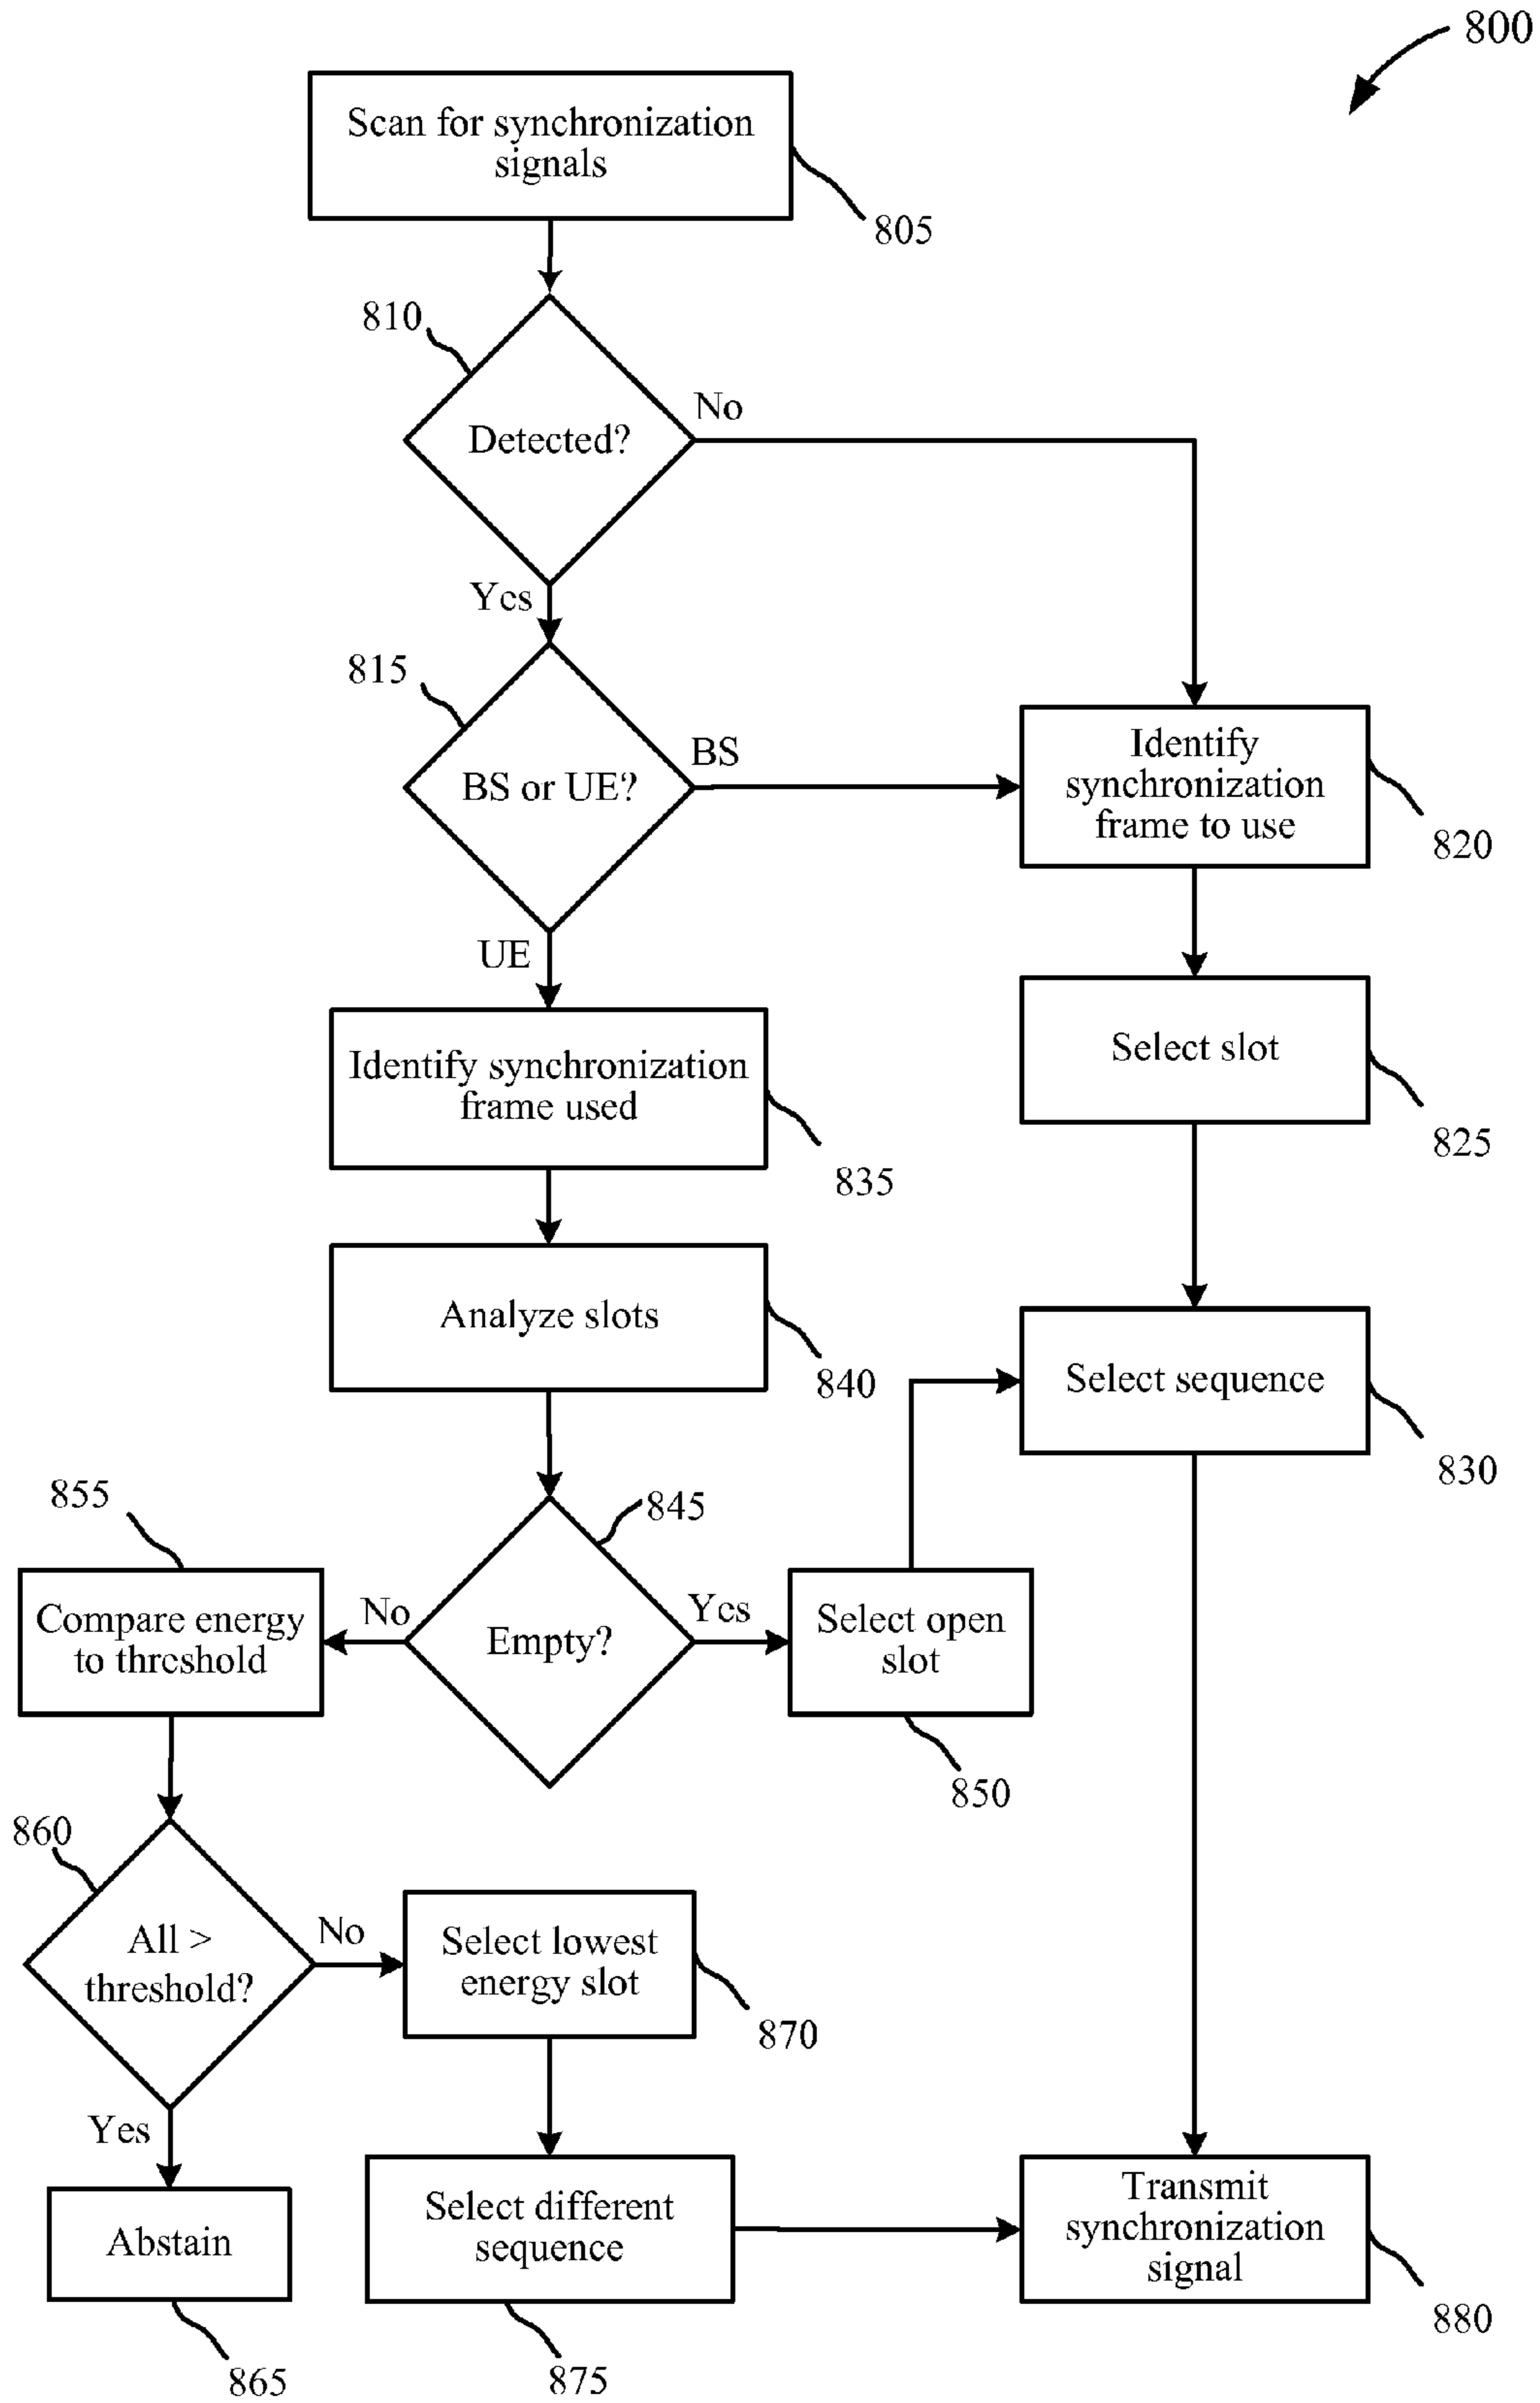 800
Scan for synchronization
signals
805
810
Detected?
No
Yes
815
BS or UE?
BS
UE
Identify
synchronization
frame to use
820
Select slot
825
Identify synchronization
frame used
835
Analyze slots
840
Select sequence
830
845
Empty?
No
Yes
855
Compare energy
to threshold
Select open
slot
850
860
All >
threshold?
No
Yes
Select lowest
energy slot
870
Abstain
865
Select different
sequence
875
Transmit
synchronization
signal
880